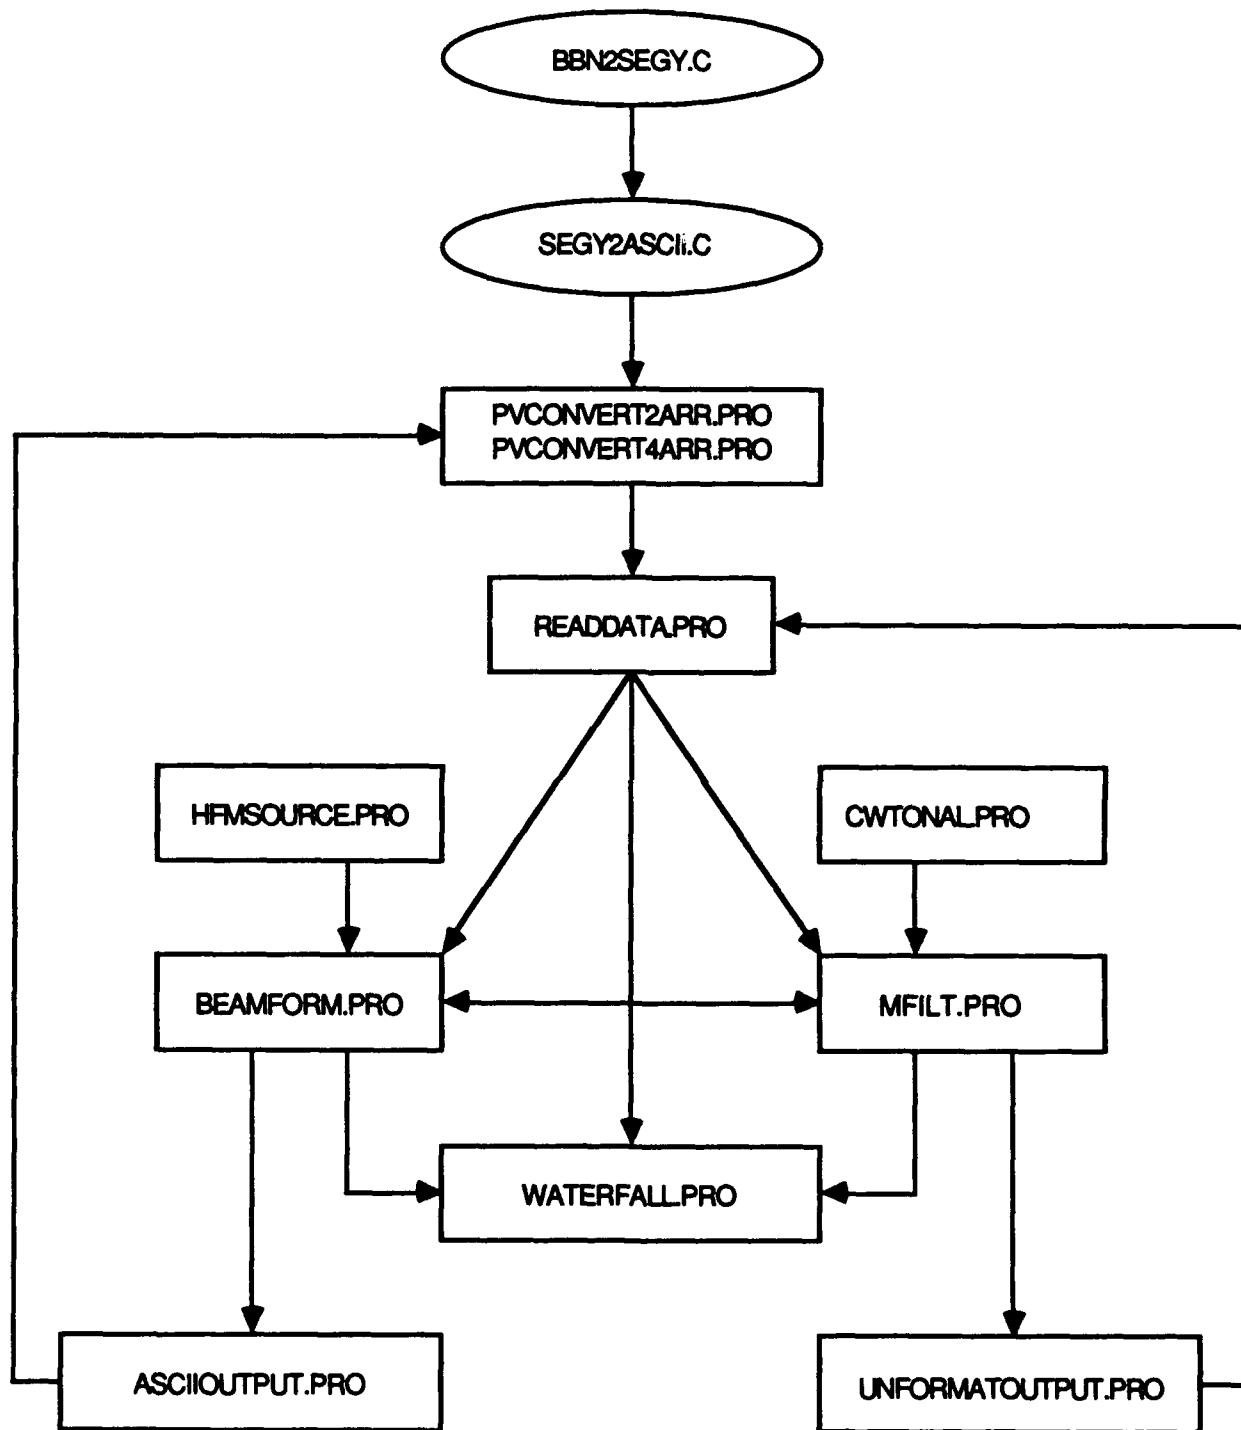 BBN2SEGY.C
SEGY2ASCII.C
PVCONVERT2ARR.PRO
PVCONVERT4ARR.PRO
READDATA.PRO
HFMSOURCE.PRO
CWTONAL.PRO
BEAMFORM.PRO
MFILT.PRO
WATERFALL.PRO
ASCIIOUTPUT.PRO
UNFORMATOUTPUT.PRO